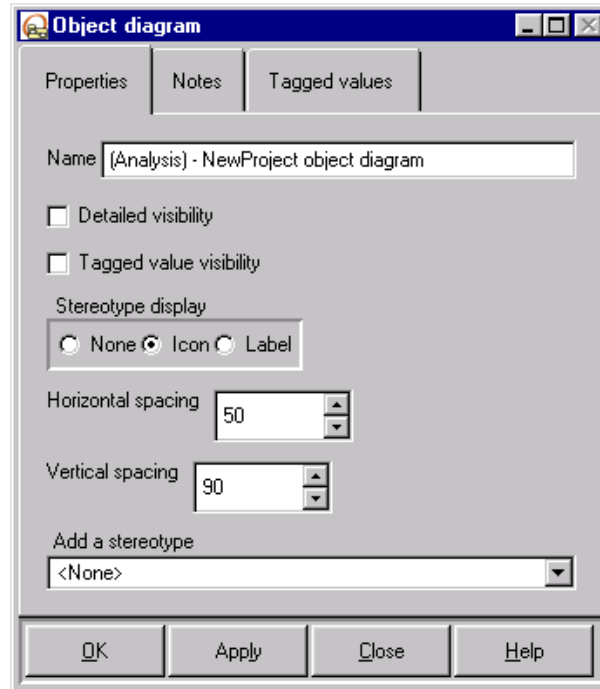 Object diagram
Properties Notes Tagged values
Name (Analysis) - NewProject object diagram
Detailed visibility
Tagged value visibility
Stereotype display
None Icon Label
Horizontal spacing 50
Vertical spacing 90
Add a stereotype
<None>
OK Apply Close Help